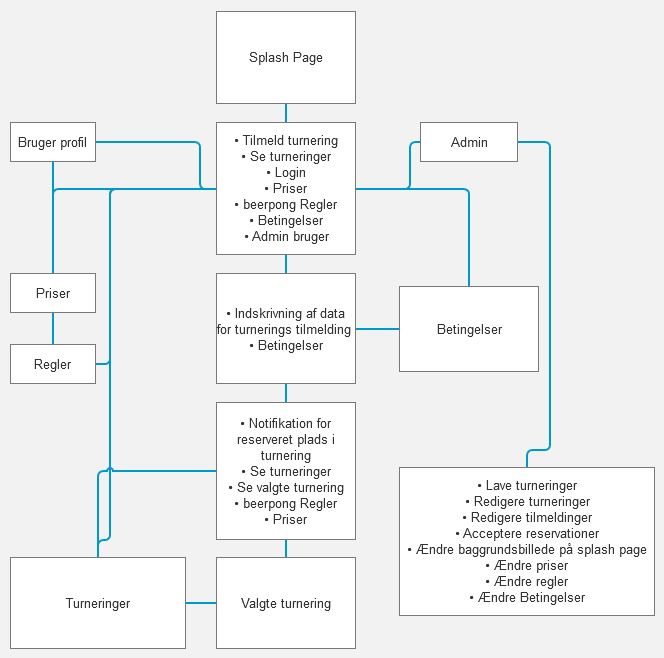 Splash Page
Bruger profil
• Tilmeld turnering
• Se turneringer
• Login
• Priser
• beerpong Regler
• Betingelser
• Admin bruger
Admin
Priser
• Indskrivning af data
for turnerings tilmelding
• Betingelser
Betingelser
Regler
• Notifikation for
reserveret plads i
turnering
• Se turneringer
• Se valgte turnering
• beerpong Regler
• Priser
• Lave turneringer
• Redigere turneringer
• Redigere tilmeldinger
• Acceptere reservationer
• Ændre baggrundsbillede på splash page
• Ændre priser
• Ændre regler
• Ændre Betingelser
Turneringer
Valgte turnering